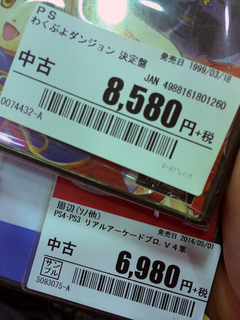 PS
わくぷよダンジョン 決定盤
発売日 1999/03/18
JAN 4988161801260
中古
0074432-A
8,580円+税
周辺(ソ/他)
発売日 2014/05/01
PS4・PS3 リアルアーケードプロ. V4隼
中古
サンプル
5093075-A
6,980円+税